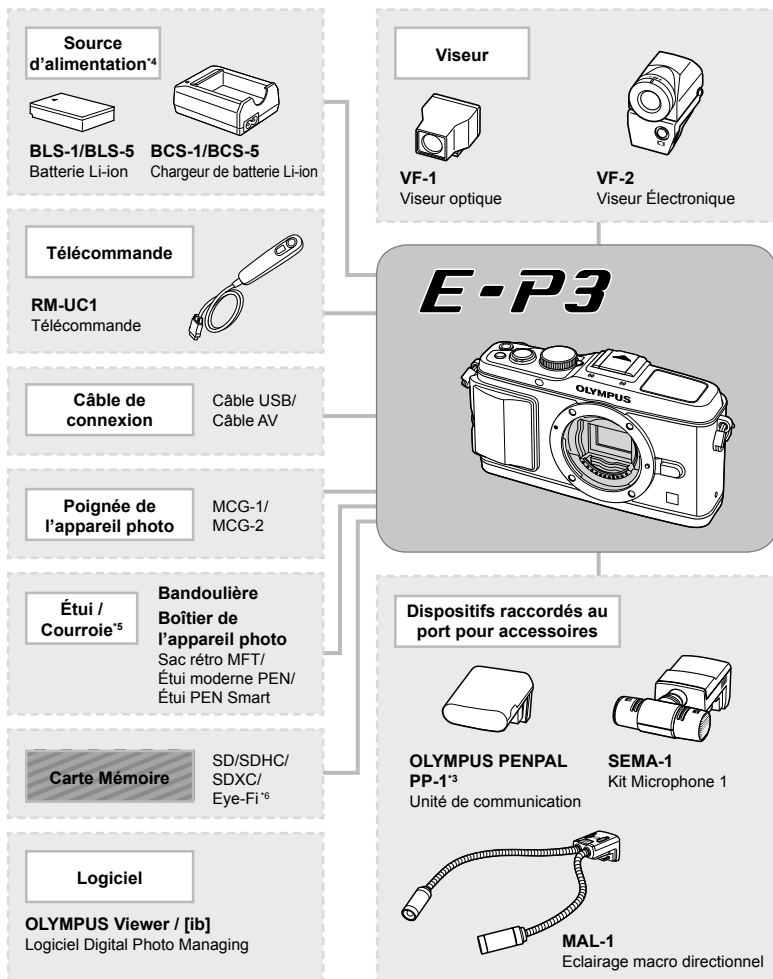 Source
d'alimentation*4
BLS-1/BLS-5
Batterie Li-ion
BCS-1/BCS-5
Chargeur de batterie Li-ion
Viseur
VF-1
Viseur optique
VF-2
Viseur Électronique
Télécommande
RM-UC1
Télécommande
E-P3
OLYMPUS
Câble de
connexion
Câble USB/
Câble AV
Poignée de
l'appareil photo
MCG-1/
MCG-2
Étui /
Courroie*5
Bandoulière
Boîtier de
l'appareil photo
Sac rétro MFT/
Étui moderne PEN/
Étui PEN Smart
Carte Mémoire
SD/SDHC/
SDXC/
Eye-Fi*6
Logiciel
OLYMPUS Viewer / [ib]
Logiciel Digital Photo Managing
Dispositifs raccordés au
port pour accessoires
OLYMPUS PENPAL
PP-1*3
Unité de communication
SEMA-1
Kit Microphone 1
MAL-1
Eclairage macro directionnel